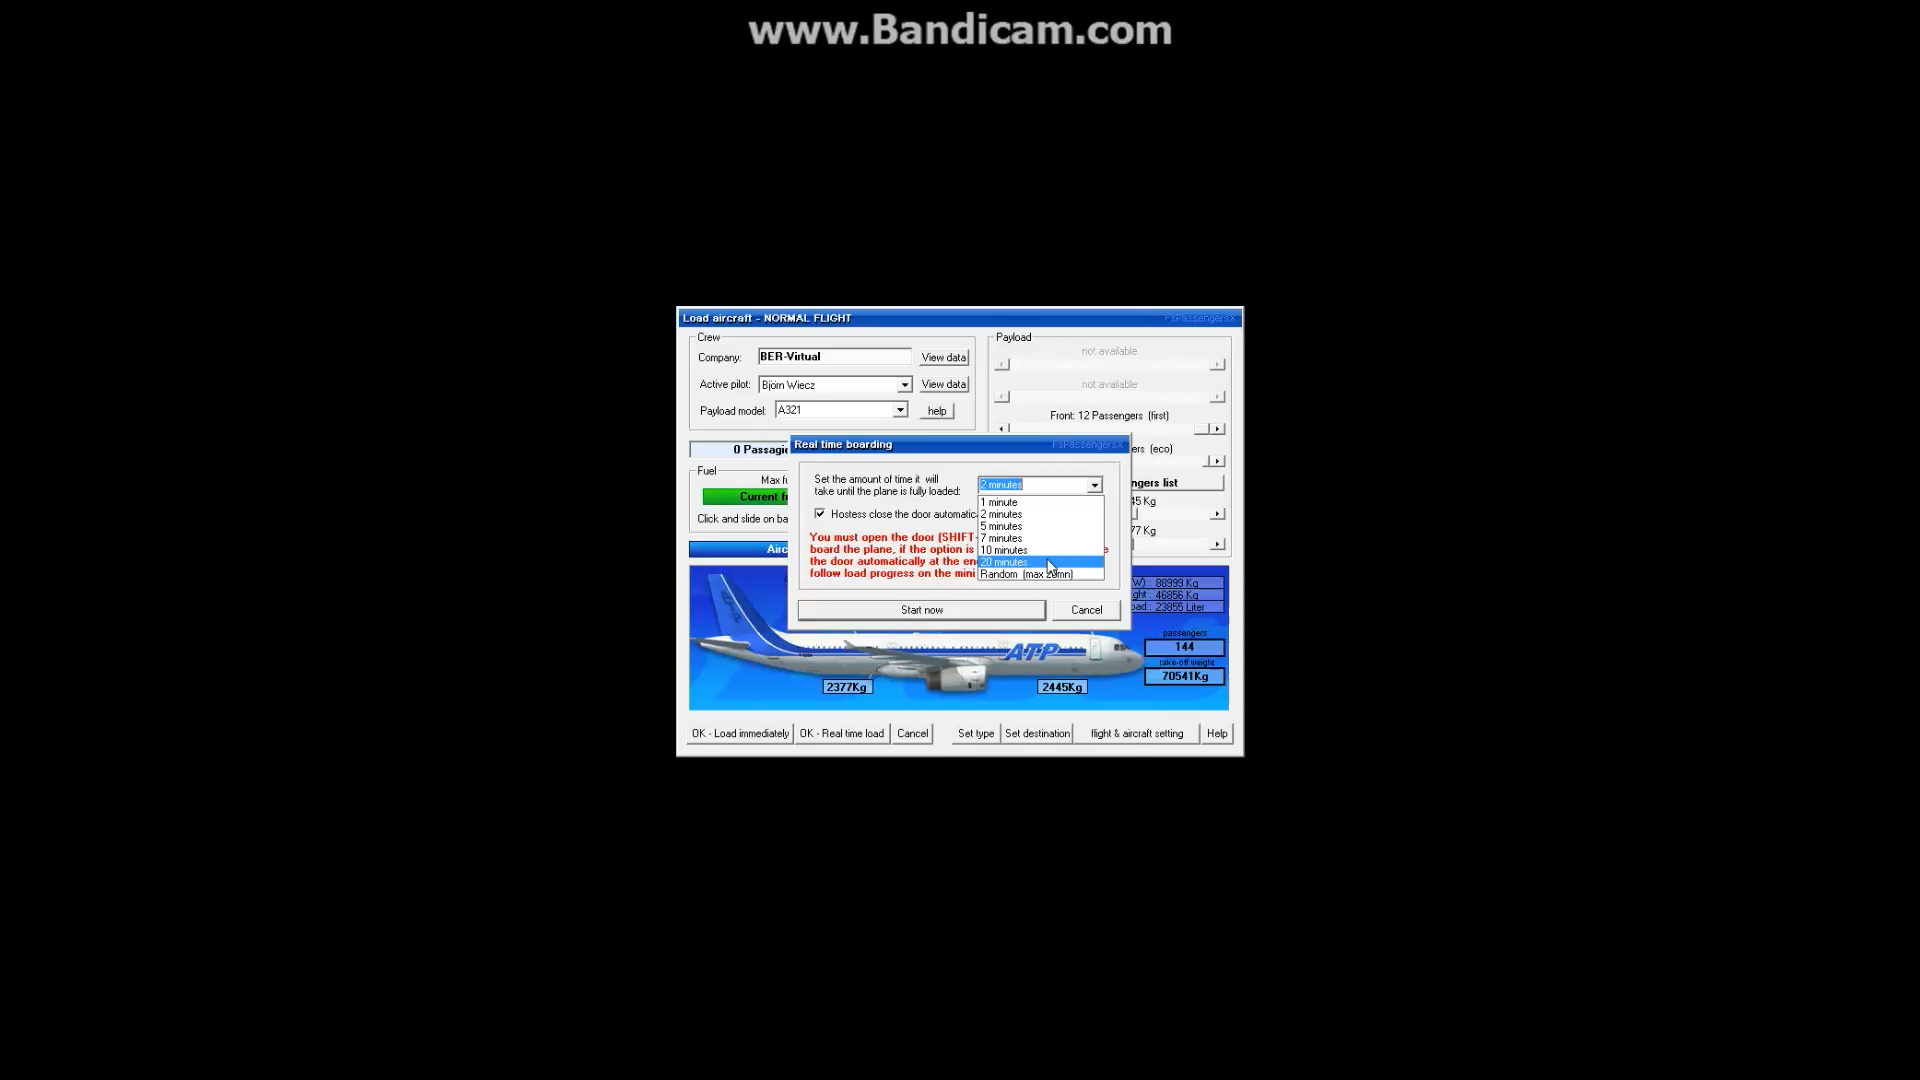 www.Bandicam.com
Load aircraft - NORMAL FLIGHT
FsPassengersX
Crew
Company:
BER-Virtual
View data
Active pilot:
Björn Wiecz
View data
Payload model:
A321
help
Payload
not available
not available
Front: 12 Passengers (first)
ers (eco)
ngers list
45 Kg
77 Kg
0 Passagie
Fuel
Max fu
Current f
Click and slide on ba
Airc
Real time boarding
FsPassengersX
Set the amount of time it will
take until the plane is fully loaded:
2 minutes
1 minute
2 minutes
5 minutes
7 minutes
10 minutes
20 minutes
Random (max 20mn)
Hostess close the door automatic
You must open the door (SHIFT-
board the plane, if the option is
the door automatically at the en
follow load progress on the mini
Start now
Cancel
W) : 88999 Kg
ght : 46856 Kg
oad : 23855 Liter
passengers
144
take-off weight
70541Kg
ATP
2377Kg
2445Kg
OK - Load immediately
OK - Real time load
Cancel
Set type
Set destination
flight & aircraft setting
Help